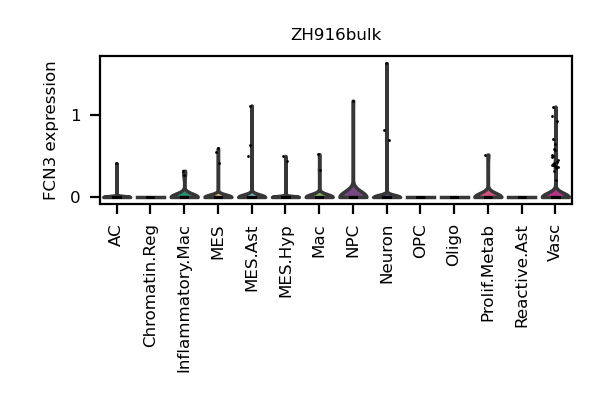 ZH916bulk
FCN3 expression
1
0
AC
Chromatin.Reg
Inflammatory.Mac
MES
MES.Ast
MES.Hyp
Mac
NPC
Neuron
OPC
Oligo
Prolif.Metab
Reactive.Ast
Vasc